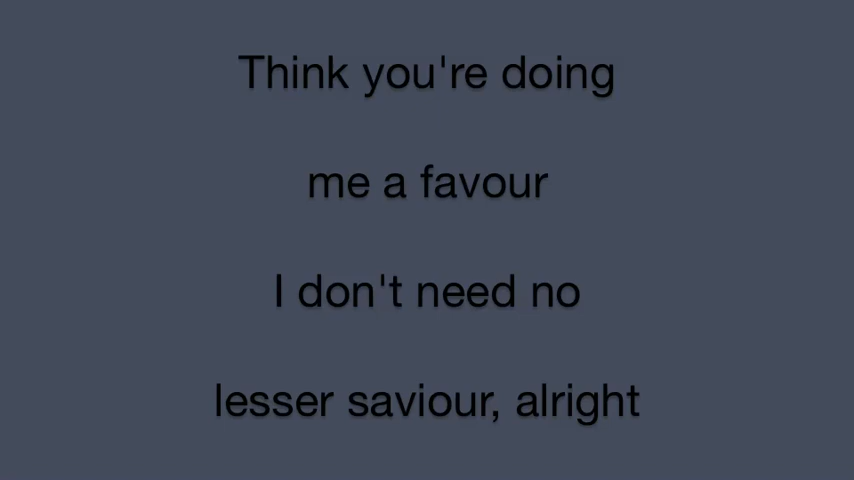 Think you're doing
me a favour
I don't need no
lesser saviour, alright